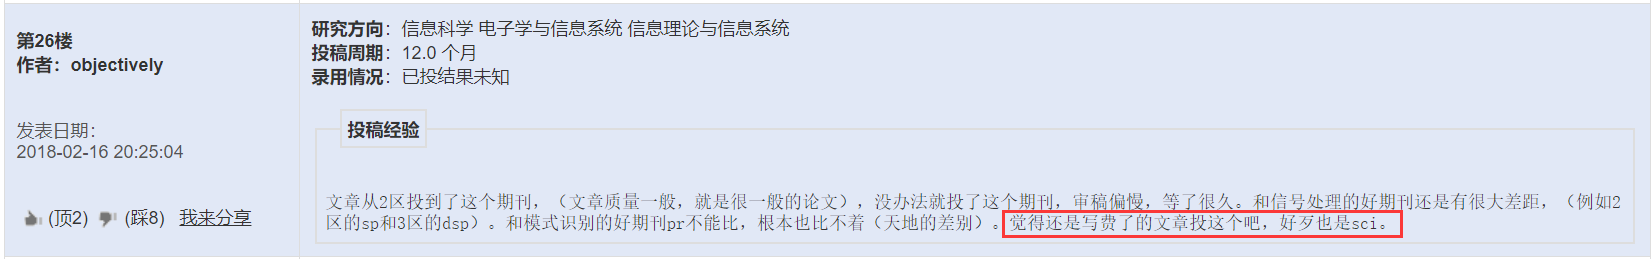 第26楼
作者：objectively
发表日期：
2018-02-16 20:25:04
(顶2) (踩8) 我来分享
研究方向：信息科学 电子学与信息系统 信息理论与信息系统
投稿周期：12.0 个月
录用情况：已投结果未知
投稿经验
文章从2区投到了这个期刊，（文章质量一般，就是很一般的论文），没办法就投了这个期刊，审稿偏慢，等了很久。和信号处理的好期刊还是有很大差距，（例如2
区的sp和3区的dsp）。和模式识别的好期刊pr不能比，根本也比不着（天地的差别）。觉得还是写费了的文章投这个吧，好歹也是sci。